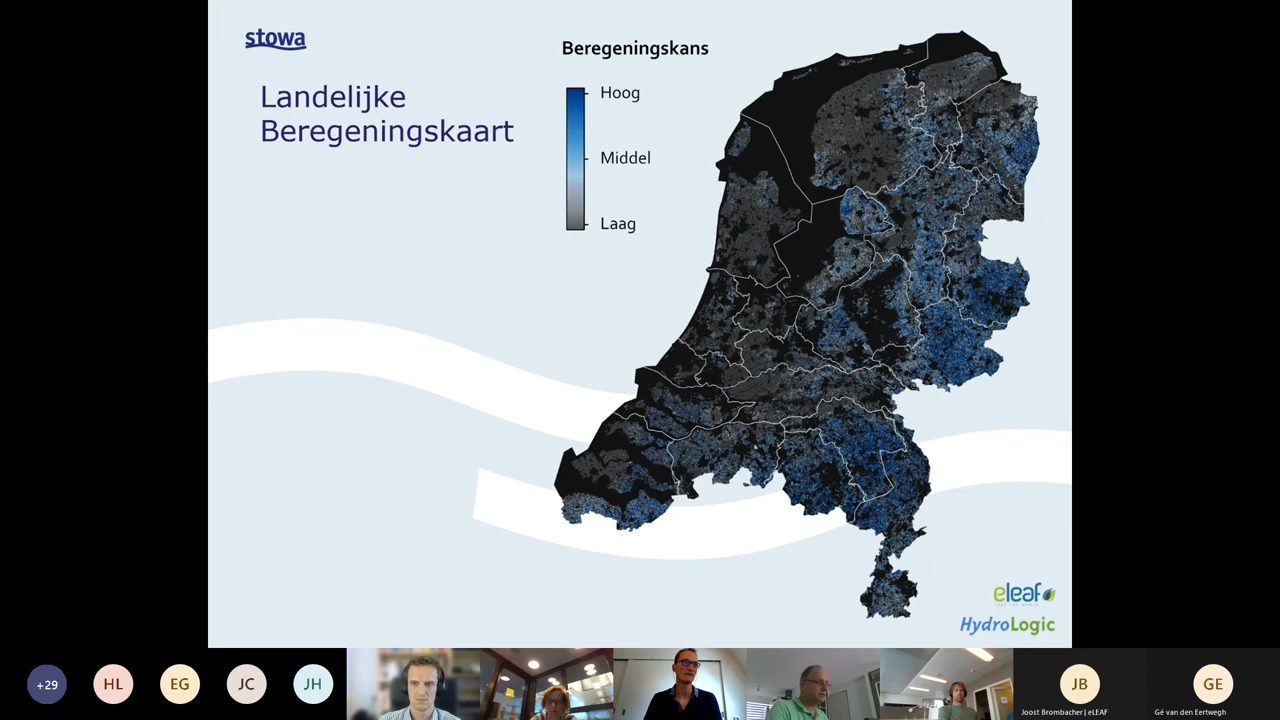 stowa
Landelijke
Beregeningskaart
Beregeningskans
Hoog
Middel
Laag
eleaf
HydroLogic
+29
HL
EG
JC
JH
JB
Joost Brombacher | eLEAF
GE
Gé van den Eertwegh